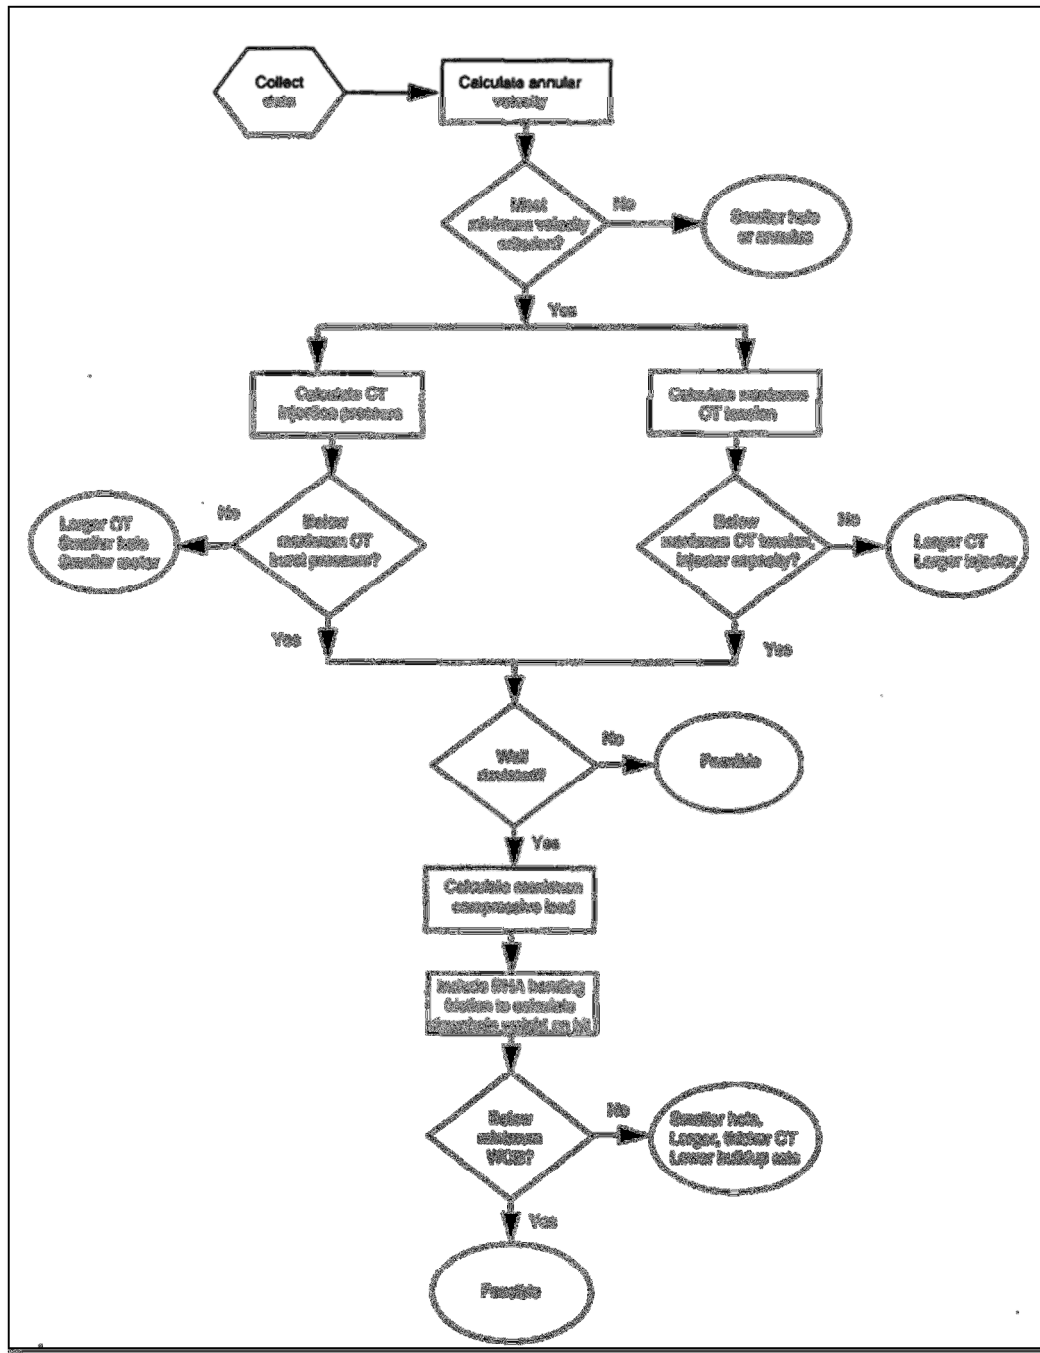 Collect
data
Calculate annular
velocity
Meet
minimum velocity
criterion?
No
Smaller hole
or annulus
Yes
Calculate CT
injection pressure
Calculate maximum
CT tension
Below
maximum CT
burst pressure?
No
Larger CT
Smaller hole
Smaller motor
Below
maximum CT tension,
injector capacity?
No
Larger CT
Larger injector
Yes
Yes
Well
deviated?
No
Feasible
Yes
Calculate maximum
compressive load
Include BHA bending
friction to calculate
downhole weight on bit
Below
minimum
WOB?
No
Smaller hole,
Larger, thicker CT
Lower buildup rate
Yes
Feasible